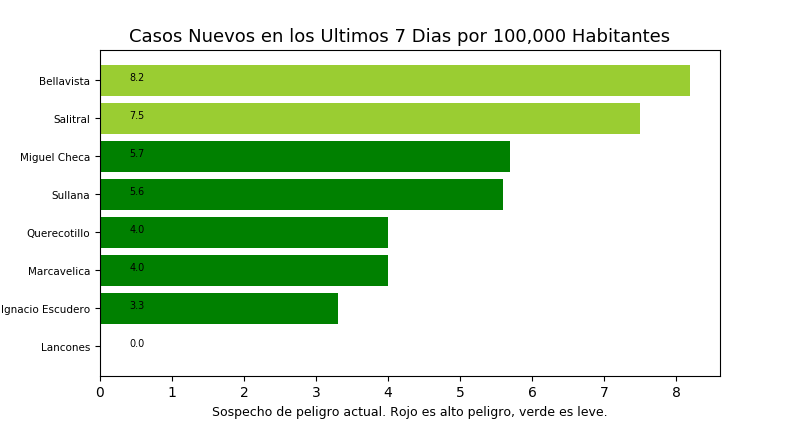 Casos Nuevos en los Ultimos 7 Dias por 100,000 Habitantes
Bellavista 8.2
Salitral 7.5
Miguel Checa 5.7
Sullana 5.6
Querecotillo 4.0
Marcavelica 4.0
Ignacio Escudero 3.3
Lancones 0.0
0 1 2 3 4 5 6 7 8
Sospecho de peligro actual. Rojo es alto peligro, verde es leve.